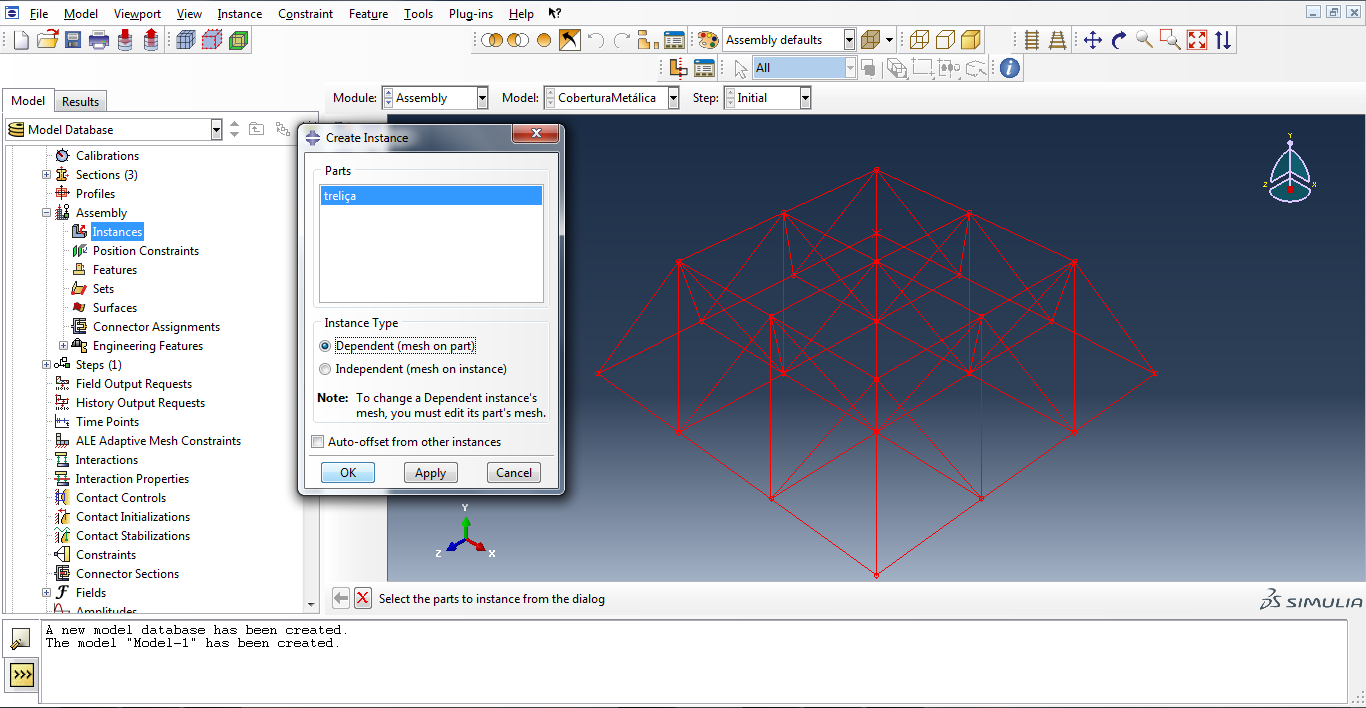 File Model Viewport View Instance Constraint Feature Tools Plug-ins Help
Assembly defaults
All
Model Results
Module: Assembly Model: CoberturaMetálica Step: Initial
Model Database
Calibrations
Sections (3)
Profiles
Assembly
Instances
Position Constraints
Features
Sets
Surfaces
Connector Assignments
Engineering Features
Steps (1)
Field Output Requests
History Output Requests
Time Points
ALE Adaptive Mesh Constraints
Interactions
Interaction Properties
Contact Controls
Contact Initializations
Contact Stabilizations
Constraints
Connector Sections
Fields
Amplitudes
Create Instance
Parts
treliça
Instance Type
Dependent (mesh on part)
Independent (mesh on instance)
Note: To change a Dependent instance's
mesh, you must edit its part's mesh.
Auto-offset from other instances
OK Apply Cancel
Y
Z X
Y
Z X
Select the parts to instance from the dialog
SIMULIA
A new model database has been created.
The model "Model-1" has been created.
>>>